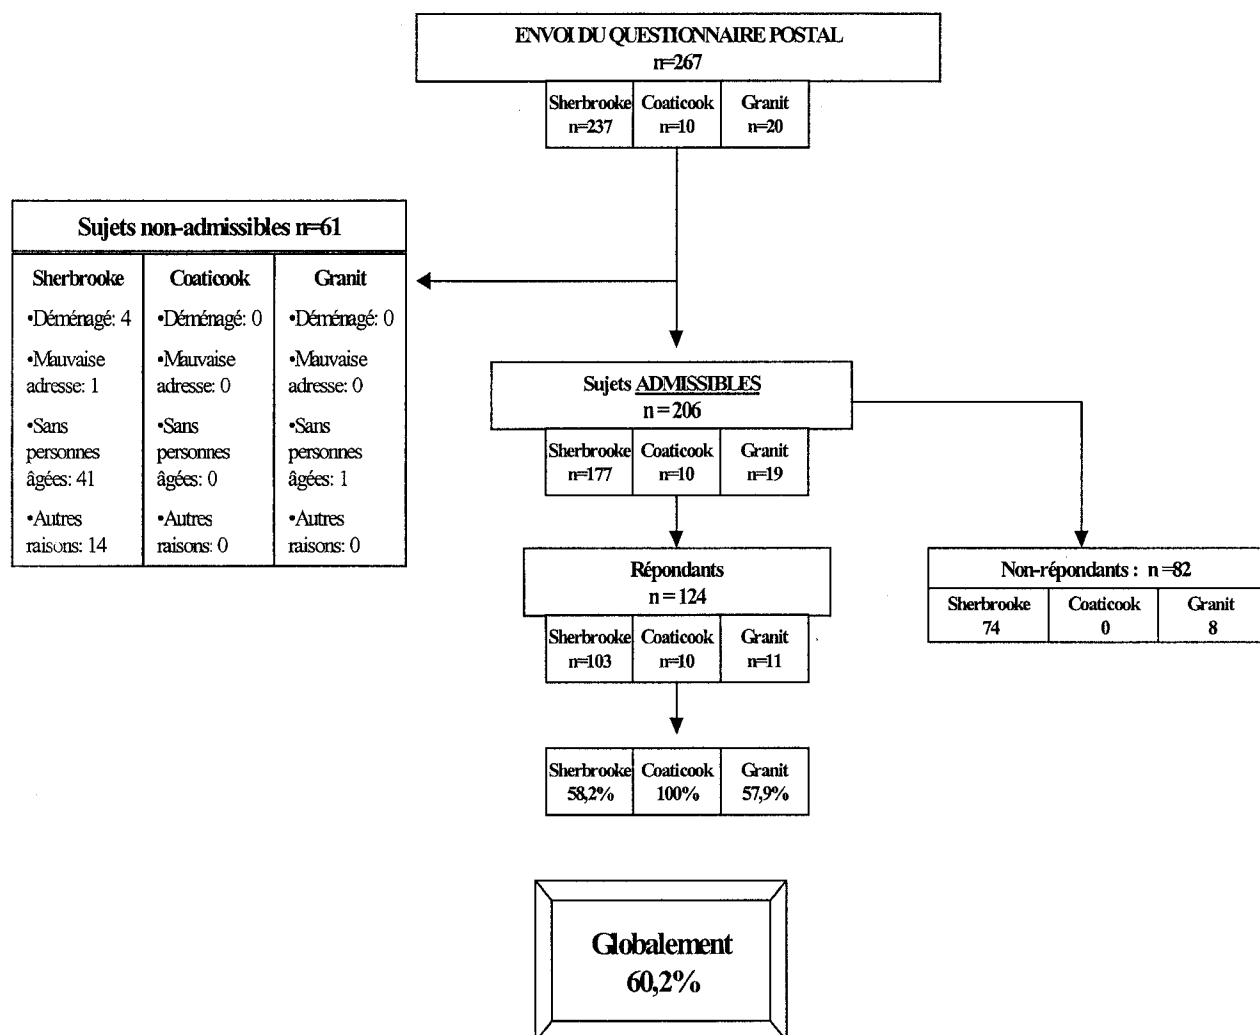 ENVOI DU QUESTIONNAIRE POSTAL
n=267
Sherbrooke Coaticook Granit
n=237 n=10 n=20
Sujets non-admissibles n=61
Sherbrooke Coaticook Granit
•Déménagé: 4 •Déménagé: 0 •Déménagé: 0
•Mauvaise •Mauvaise •Mauvaise
adresse: 1 adresse: 0 adresse: 0
•Sans •Sans •Sans
personnes personnes personnes
âgées: 41 âgées: 0 âgées: 1
•Autres •Autres •Autres
raisons: 14 raisons: 0 raisons: 0
Sujets ADMISSIBLES
n = 206
Sherbrooke Coaticook Granit
n=177 n=10 n=19
Répondants
n = 124
Sherbrooke Coaticook Granit
n=103 n=10 n=11
Non-répondants : n =82
Sherbrooke Coaticook Granit
74 0 8
Sherbrooke Coaticook Granit
58,2% 100% 57,9%
Globalement
60,2%